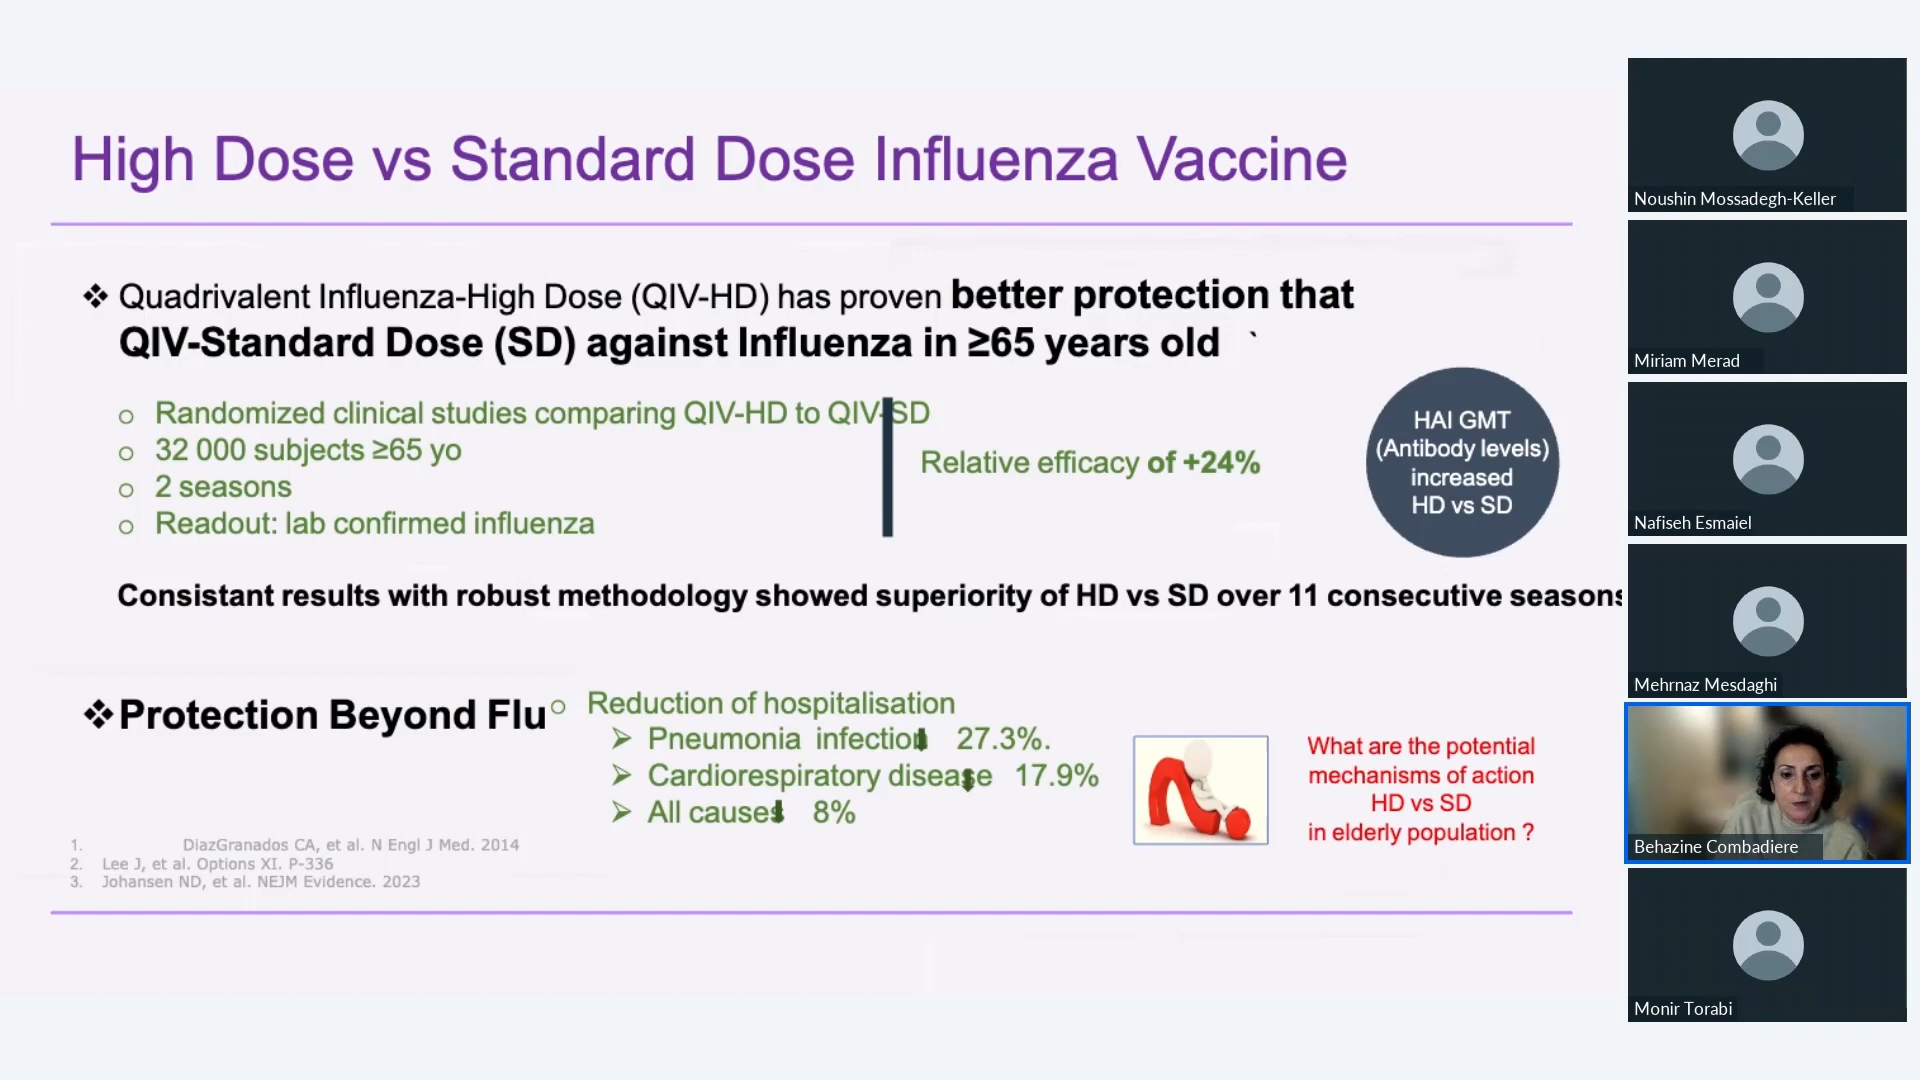 High Dose vs Standard Dose Influenza Vaccine
❖ Quadrivalent Influenza-High Dose (QIV-HD) has proven better protection that
QIV-Standard Dose (SD) against Influenza in ≥65 years old `
o Randomized clinical studies comparing QIV-HD to QIV-SD
o 32 000 subjects ≥65 yo
o 2 seasons
o Readout: lab confirmed influenza
Relative efficacy of +24%
HAI GMT
(Antibody levels)
increased
HD vs SD
Consistant results with robust methodology showed superiority of HD vs SD over 11 consecutive seasons
❖Protection Beyond Flu
o Reduction of hospitalisation
➢ Pneumonia infection 27.3%.
➢ Cardiorespiratory disease 17.9%
➢ All causes 8%
What are the potential
mechanisms of action
HD vs SD
in elderly population ?
1. DiazGranados CA, et al. N Engl J Med. 2014
2. Lee J, et al. Options XI. P-336
3. Johansen ND, et al. NEJM Evidence. 2023
Noushin Mossadegh-Keller
Miriam Merad
Nafiseh Esmaiel
Mehrnaz Mesdaghi
Behazine Combadiere
Monir Torabi